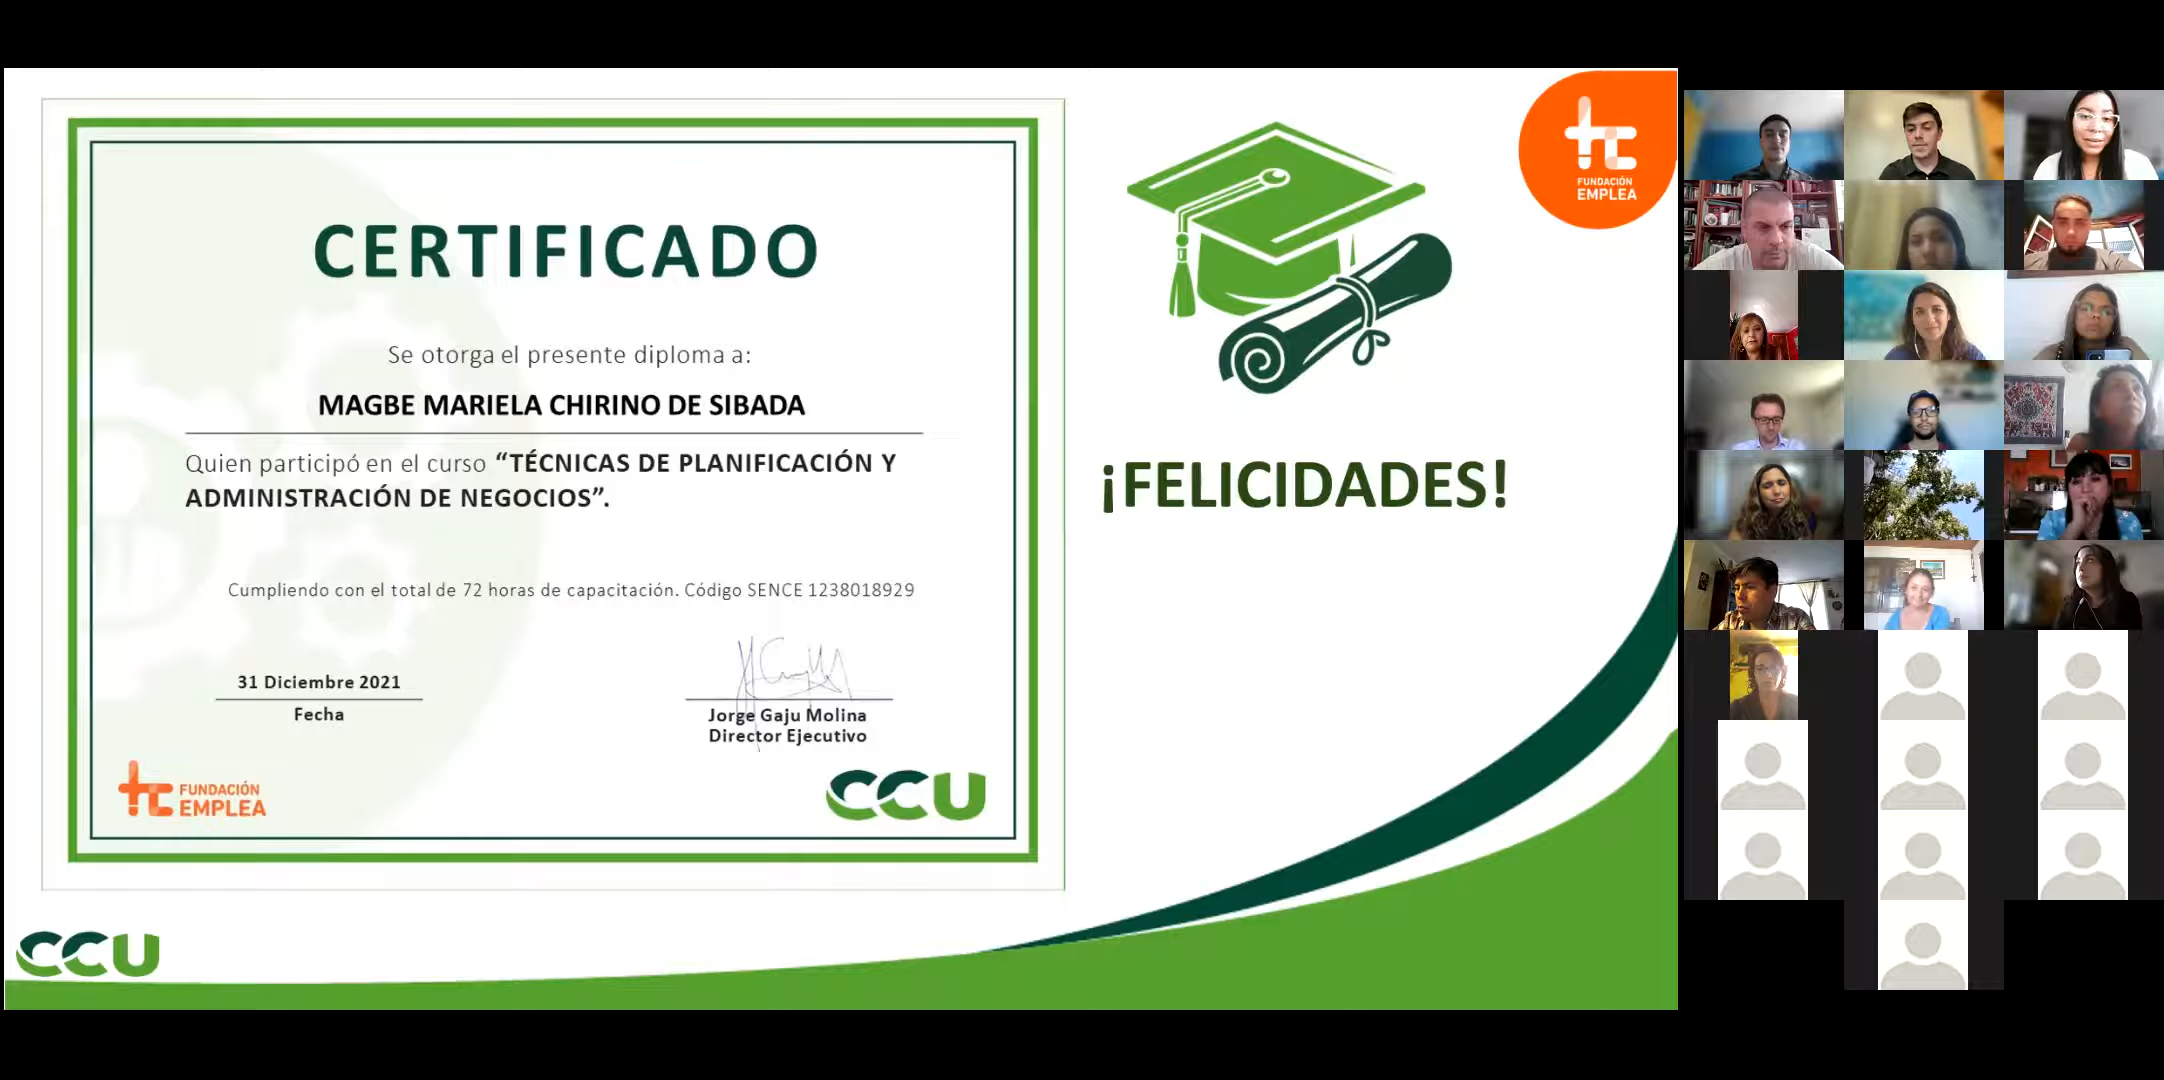 CERTIFICADO
Se otorga el presente diploma a:
MAGBE MARIELA CHIRINO DE SIBADA
Quien participó en el curso “TÉCNICAS DE PLANIFICACIÓN Y
ADMINISTRACIÓN DE NEGOCIOS”.
Cumpliendo con el total de 72 horas de capacitación. Código SENCE 1238018929
31 Diciembre 2021
Fecha
Jorge Gaju Molina
Director Ejecutivo
FUNDACIÓN
EMPLEA
CCU
¡FELICIDADES!
FUNDACIÓN
EMPLEA
CCU